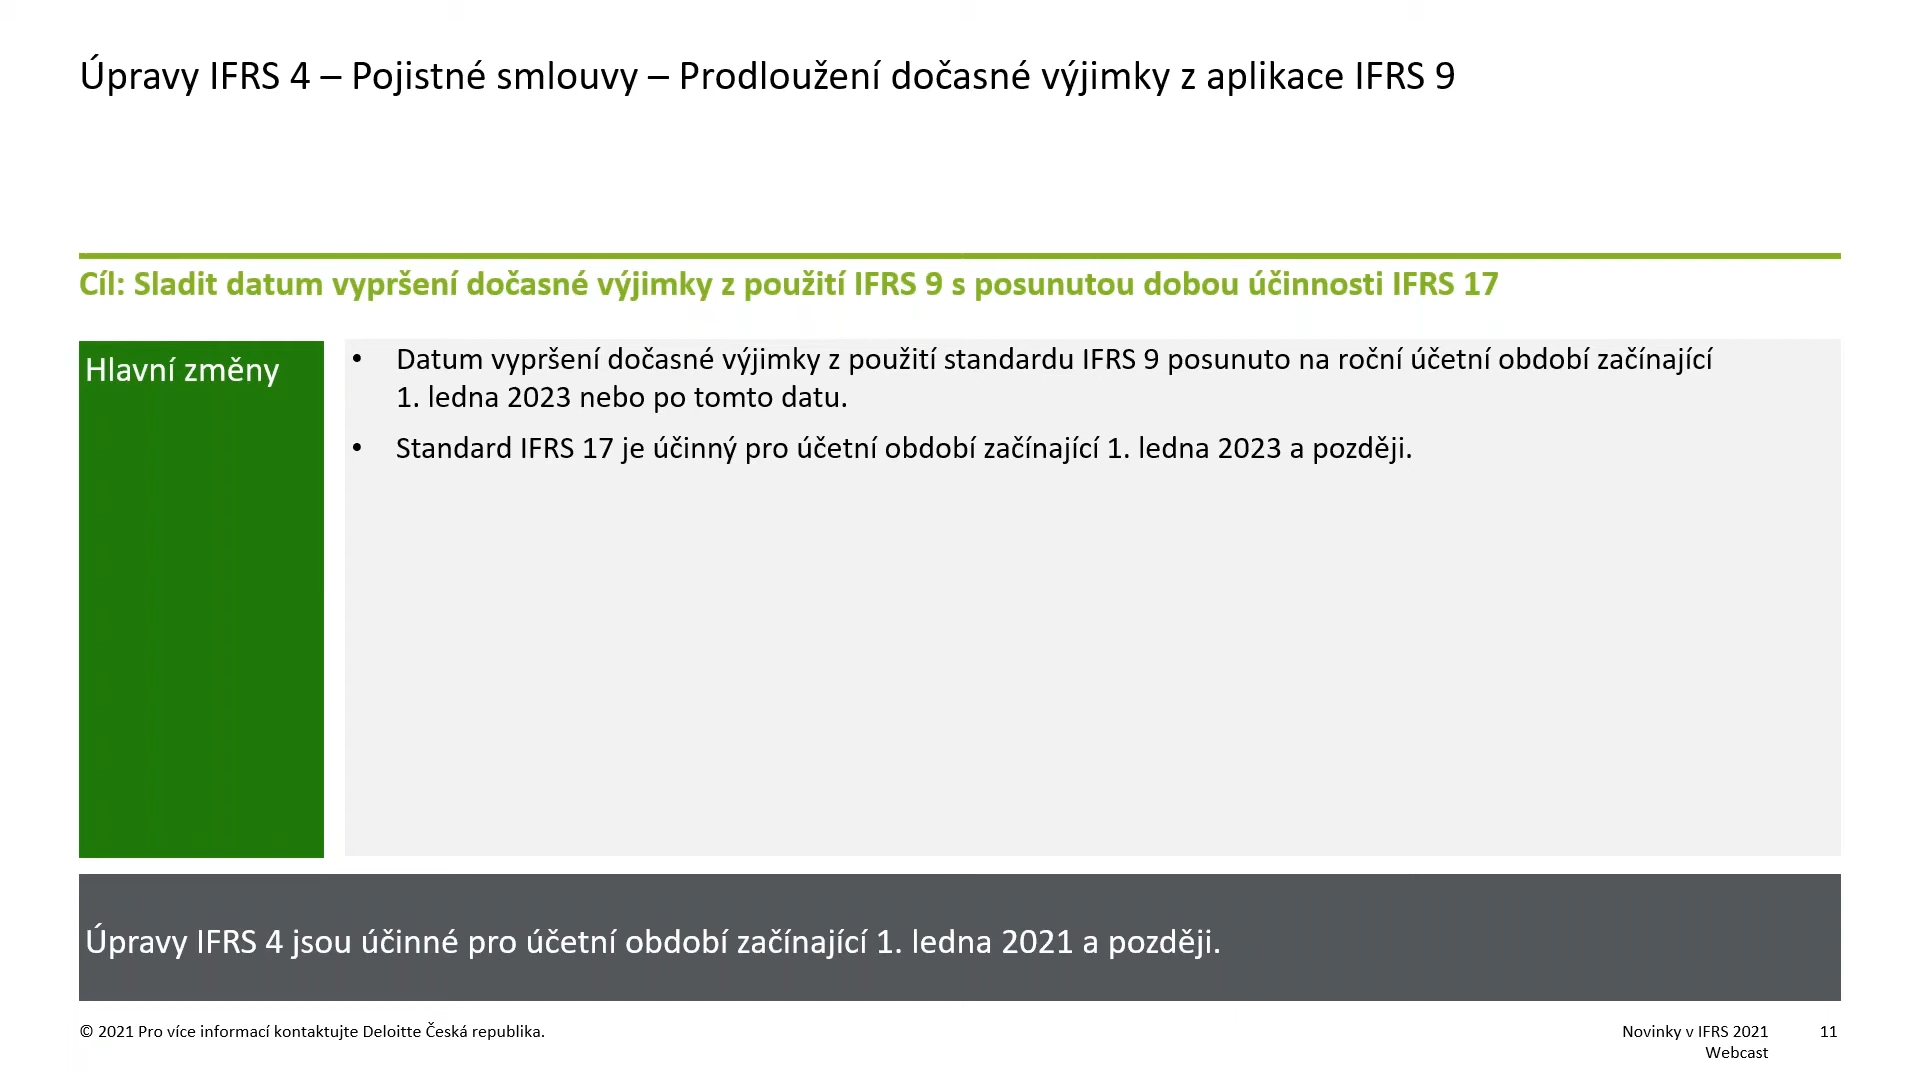 Úpravy IFRS 4 – Pojistné smlouvy – Prodloužení dočasné výjimky z aplikace IFRS 9
Cíl: Sladit datum vypršení dočasné výjimky z použití IFRS 9 s posunutou dobou účinnosti IFRS 17
Hlavní změny
• Datum vypršení dočasné výjimky z použití standardu IFRS 9 posunuto na roční účetní období začínající
1. ledna 2023 nebo po tomto datu.
• Standard IFRS 17 je účinný pro účetní období začínající 1. ledna 2023 a později.
Úpravy IFRS 4 jsou účinné pro účetní období začínající 1. ledna 2021 a později.
© 2021 Pro více informací kontaktujte Deloitte Česká republika.
Novinky v IFRS 2021
Webcast
11